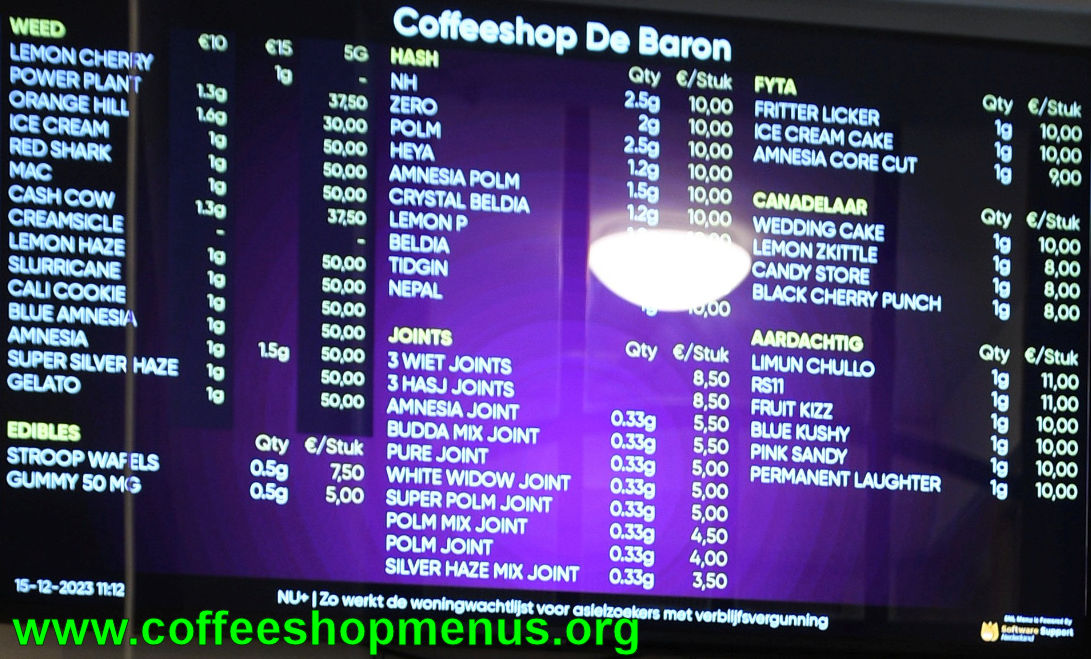 Coffeeshop De Baron
WEED €10 €15 5G
LEMON CHERRY 1g -
POWER PLANT 1.3g 37,50
ORANGE HILL 1.6g 30,00
ICE CREAM 1g 50,00
RED SHARK 1g 50,00
MAC 1g 50,00
CASH COW 1.3g 37,50
CREAMSICLE - -
LEMON HAZE 1g 50,00
SLURRICANE 1g 50,00
CALI COOKIE 1g 50,00
BLUE AMNESIA 1g 50,00
AMNESIA 1g 1.5g 50,00
SUPER SILVER HAZE 1g 50,00
GELATO 1g 50,00
EDIBLES Qty €/Stuk
STROOP WAFELS 0.5g 7,50
GUMMY 50 MG 0.5g 5,00
HASH Qty €/Stuk
NH 2.5g 10,00
ZERO 2g 10,00
POLM 2.5g 10,00
HEYA 1.2g 10,00
AMNESIA POLM 1.5g 10,00
CRYSTAL BELDIA 1.2g 10,00
LEMON P
BELDIA
TIDGIN
NEPAL 1g 10,00
JOINTS Qty €/Stuk
3 WIET JOINTS 8,50
3 HASJ JOINTS 8,50
AMNESIA JOINT 0.33g 5,50
BUDDA MIX JOINT 0.33g 5,50
PURE JOINT 0.33g 5,00
WHITE WIDOW JOINT 0.33g 5,00
SUPER POLM JOINT 0.33g 5,00
POLM MIX JOINT 0.33g 4,50
POLM JOINT 0.33g 4,00
SILVER HAZE MIX JOINT 0.33g 3,50
FYTA Qty €/Stuk
FRITTER LICKER 1g 10,00
ICE CREAM CAKE 1g 10,00
AMNESIA CORE CUT 1g 9,00
CANADELAAR Qty €/Stuk
WEDDING CAKE 1g 10,00
LEMON ZKITTLE 1g 8,00
CANDY STORE 1g 8,00
BLACK CHERRY PUNCH 1g 8,00
AARDACHTIG Qty €/Stuk
LIMUN CHULLO 1g 11,00
RS11 1g 11,00
FRUIT KIZZ 1g 10,00
BLUE KUSHY 1g 10,00
PINK SANDY 1g 10,00
PERMANENT LAUGHTER 1g 10,00
15-12-2023 11:12
NU+ | Zo werkt de woningwachtlijst voor asielzoekers met verblijfsvergunning
Menu is Powered By
Software Support
Nederland
www.coffeeshopmenus.org